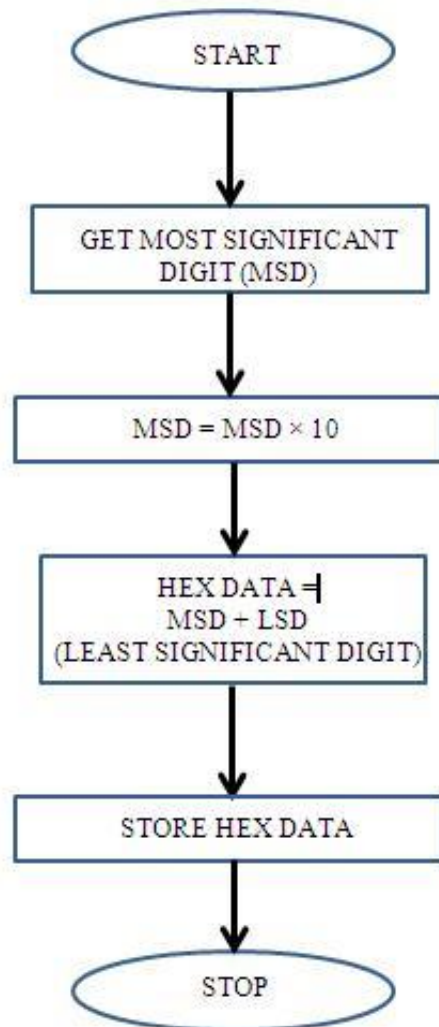 START
GET MOST SIGNIFICANT
DIGIT (MSD)
MSD = MSD × 10
HEX DATA =
MSD + LSD
(LEAST SIGNIFICANT DIGIT)
STORE HEX DATA
STOP